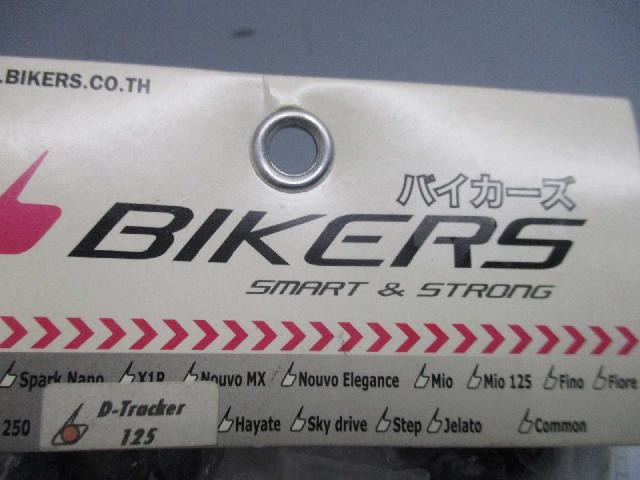 .BIKERS.CO.TH
バイカーズ
BIKERS
SMART & STRONG
Spark Nano X1R Nouvo MX Nouvo Elegance Mio Mio 125 Fino Fiore
250 D-Tracker 125 Hayate Sky drive Step Jelato Common